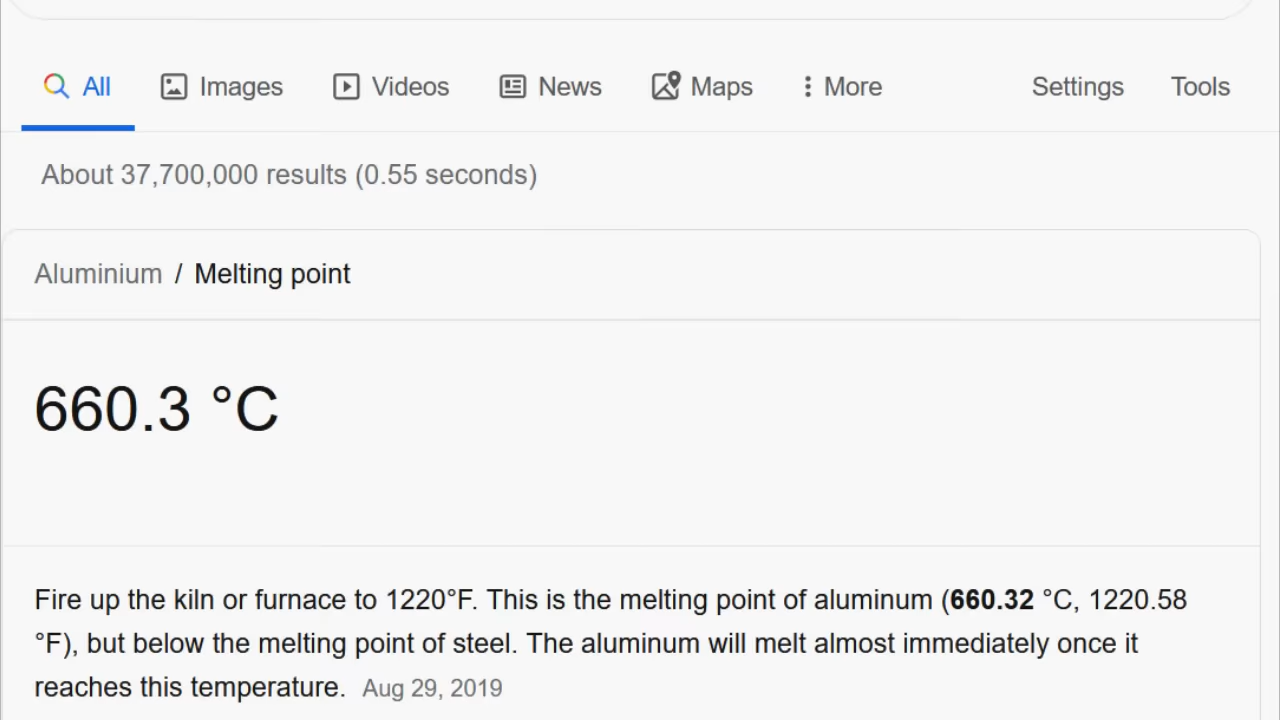 All Images Videos News Maps More Settings Tools
About 37,700,000 results (0.55 seconds)
Aluminium / Melting point
660.3 °C
Fire up the kiln or furnace to 1220°F. This is the melting point of aluminum (660.32 °C, 1220.58
°F), but below the melting point of steel. The aluminum will melt almost immediately once it
reaches this temperature. Aug 29, 2019